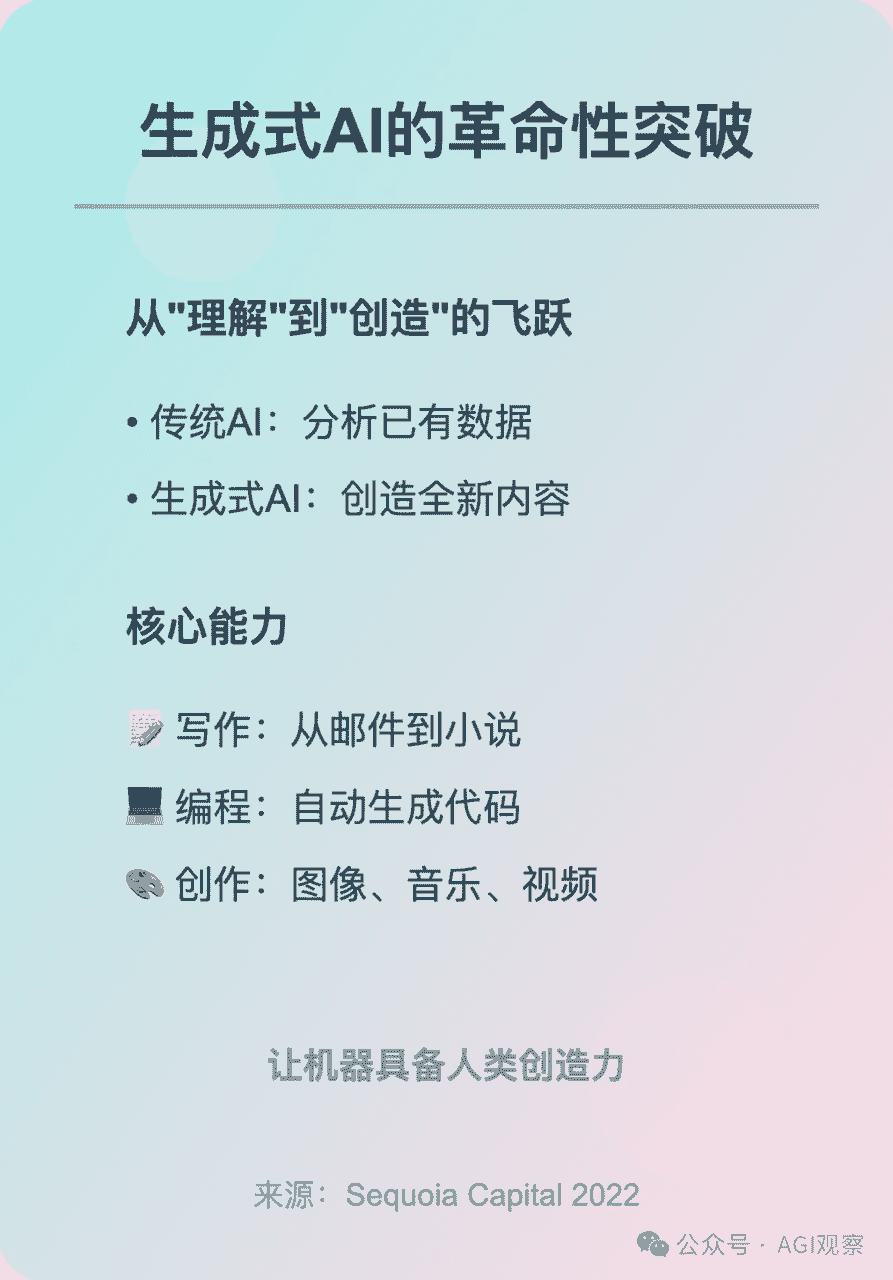 生成式AI的革命性突破
从"理解"到"创造"的飞跃
• 传统AI：分析已有数据
• 生成式AI：创造全新内容
核心能力
写作：从邮件到小说
编程：自动生成代码
创作：图像、音乐、视频
让机器具备人类创造力
来源：Sequoia Capital 2022
公众号 · AGI观察